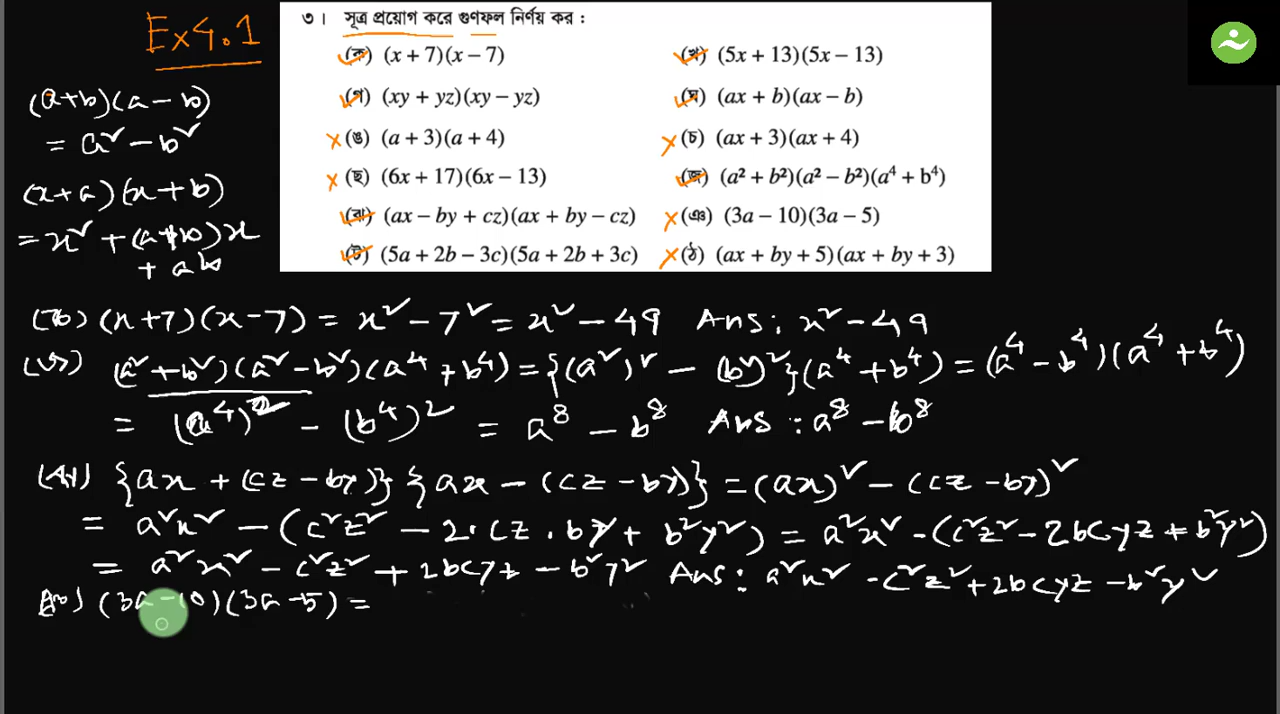 Ex 4.1
৩। সূত্র প্রয়োগ করে গুণফল নির্ণয় কর :
(ক) (x + 7)(x − 7) (খ) (5x + 13)(5x − 13)
(গ) (xy + yz)(xy − yz) (ঘ) (ax + b)(ax − b)
(ঙ) (a + 3)(a + 4) (চ) (ax + 3)(ax + 4)
(ছ) (6x + 17)(6x − 13) (জ) (a² + b²)(a² − b²)(a⁴ + b⁴)
(ঝ) (ax − by + cz)(ax + by − cz) (ঞ) (3a − 10)(3a − 5)
(ট) (5a + 2b − 3c)(5a + 2b + 3c) (ঠ) (ax + by + 5)(ax + by + 3)
(a+b)(a−b)
= a² − b²
(x+a)(x+b)
= x² + (a+b)x
+ ab
(ক) (x+7)(x−7) = x² − 7² = x² − 49 Ans: x² − 49
(জ) (a²+b²)(a²−b²)(a⁴+b⁴) = {(a²)² − (b²)²}(a⁴+b⁴) = (a⁴−b⁴)(a⁴+b⁴)
= (a⁴)² − (b⁴)² = a⁸ − b⁸ Ans : a⁸ − b⁸
(ঝ) {ax + (cz − by)} {ax − (cz − by)} = (ax)² − (cz − by)²
= a²x² − (c²z² − 2.cz.by + b²y²) = a²x² − (c²z² − 2bcyz + b²y²)
= a²x² − c²z² + 2bcyz − b²y² Ans: a²x² − c²z² + 2bcyz − b²y²
(ঞ) (3a−10)(3a−5) =